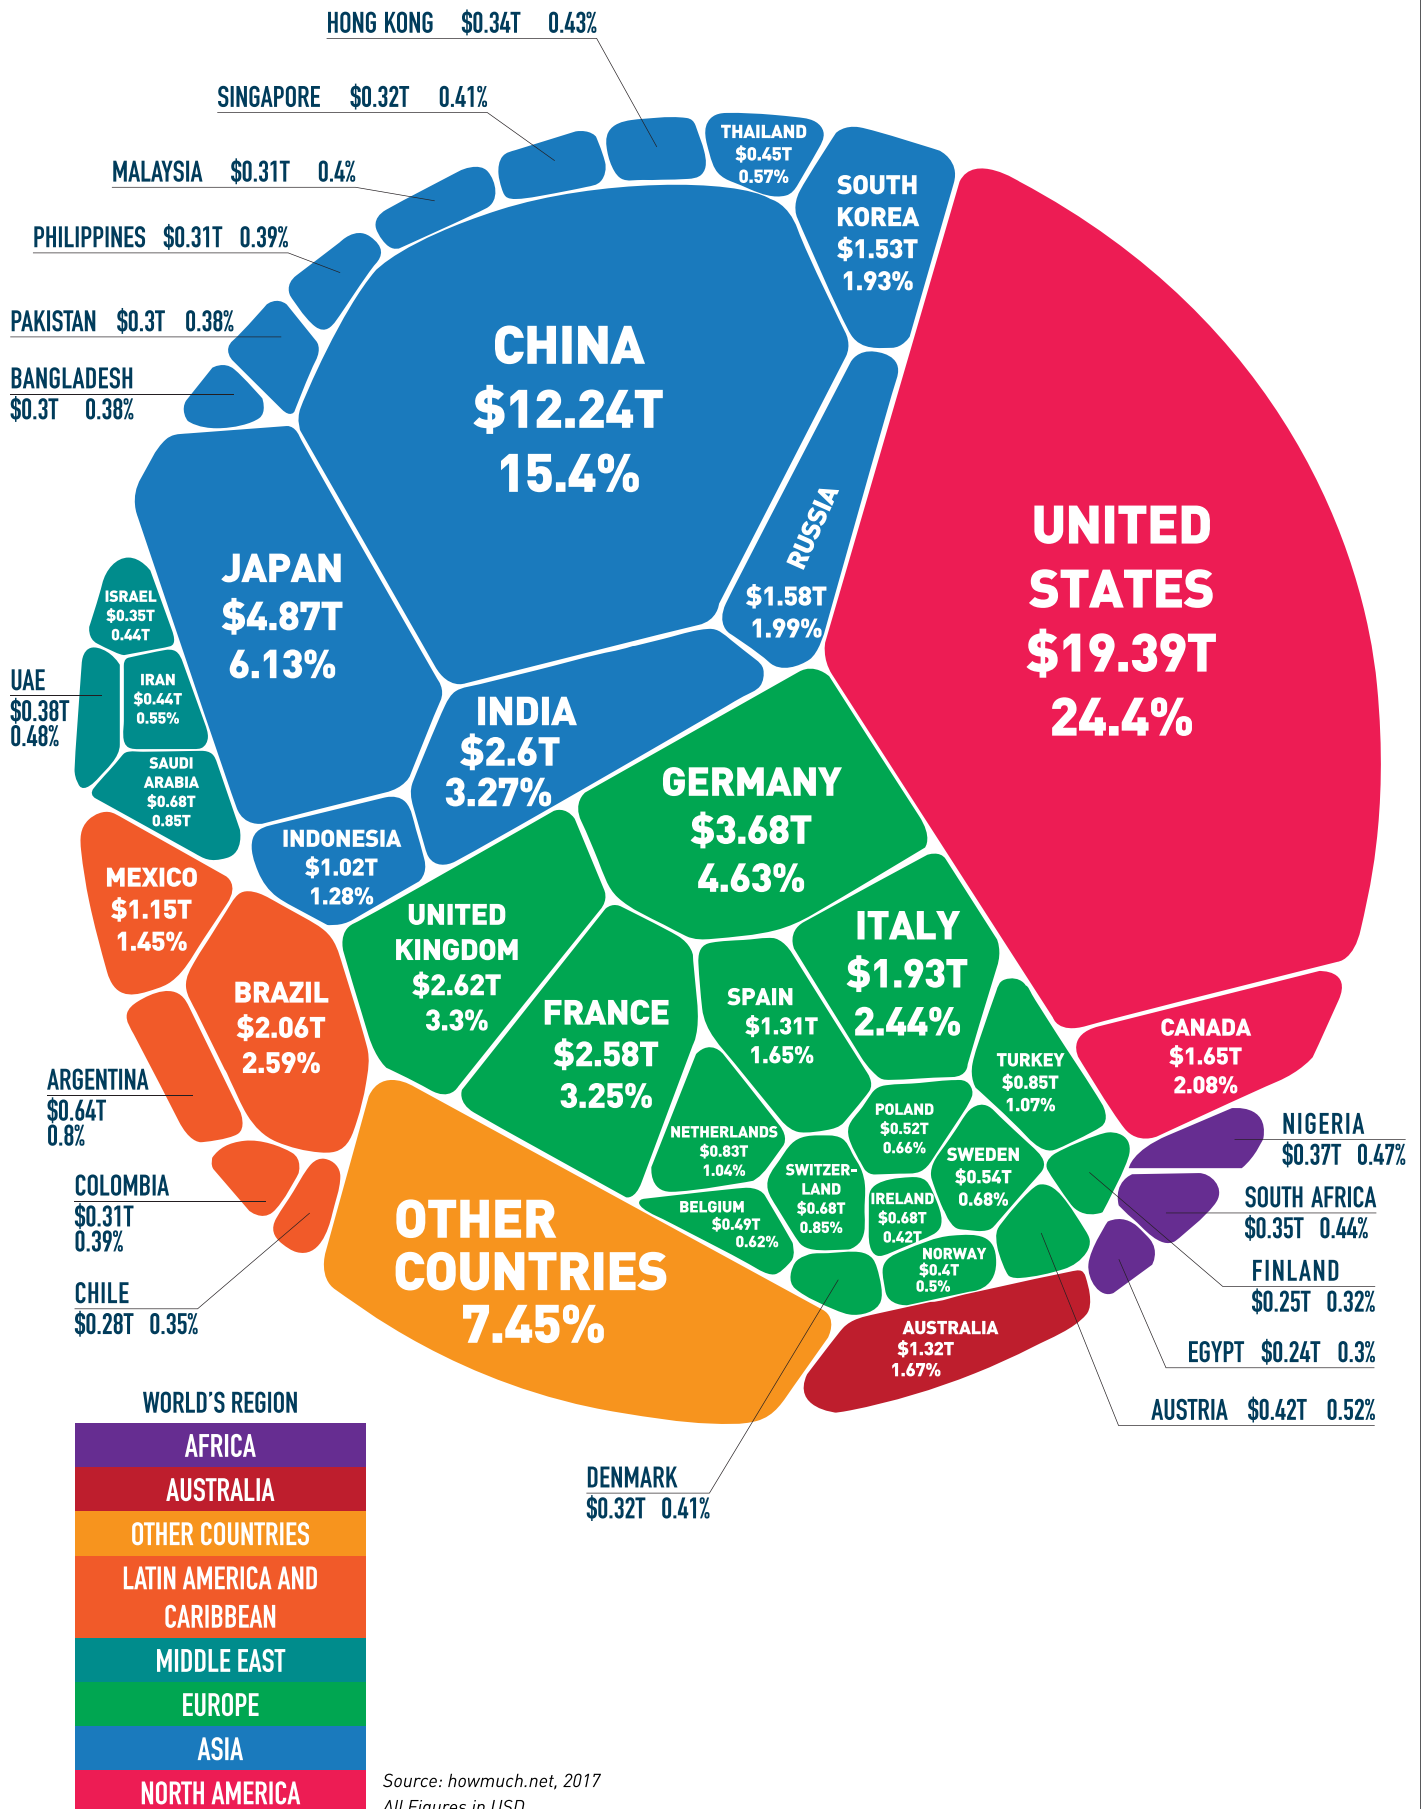 HONG KONG $0.34T 0.43%
SINGAPORE $0.32T 0.41%
MALAYSIA $0.31T 0.4%
PHILIPPINES $0.31T 0.39%
PAKISTAN $0.3T 0.38%
BANGLADESH
$0.3T 0.38%
THAILAND
$0.45T
0.57%
SOUTH
KOREA
$1.53T
1.93%
CHINA
$12.24T
15.4%
RUSSIA
$1.58T
1.99%
UNITED
STATES
$19.39T
24.4%
JAPAN
$4.87T
6.13%
ISRAEL
$0.35T
0.44T
UAE
$0.38T
0.48%
IRAN
$0.44T
0.55%
SAUDI
ARABIA
$0.68T
0.85T
INDIA
$2.6T
3.27%
INDONESIA
$1.02T
1.28%
GERMANY
$3.68T
4.63%
MEXICO
$1.15T
1.45%
BRAZIL
$2.06T
2.59%
UNITED
KINGDOM
$2.62T
3.3%
FRANCE
$2.58T
3.25%
SPAIN
$1.31T
1.65%
ITALY
$1.93T
2.44%
TURKEY
$0.85T
1.07%
CANADA
$1.65T
2.08%
ARGENTINA
$0.64T
0.8%
COLOMBIA
$0.31T
0.39%
CHILE
$0.28T 0.35%
NETHERLANDS
$0.83T
1.04%
POLAND
$0.52T
0.66%
SWEDEN
$0.54T
0.68%
SWITZER-
LAND
$0.68T
0.85%
IRELAND
$0.68T
0.42T
BELGIUM
$0.49T
0.62%
NORWAY
$0.4T
0.5%
OTHER
COUNTRIES
7.45%
AUSTRALIA
$1.32T
1.67%
NIGERIA
$0.37T 0.47%
SOUTH AFRICA
$0.35T 0.44%
FINLAND
$0.25T 0.32%
EGYPT $0.24T 0.3%
AUSTRIA $0.42T 0.52%
DENMARK
$0.32T 0.41%
WORLD'S REGION
AFRICA
AUSTRALIA
OTHER COUNTRIES
LATIN AMERICA AND
CARIBBEAN
MIDDLE EAST
EUROPE
ASIA
NORTH AMERICA
Source: howmuch.net, 2017
All Figures in USD